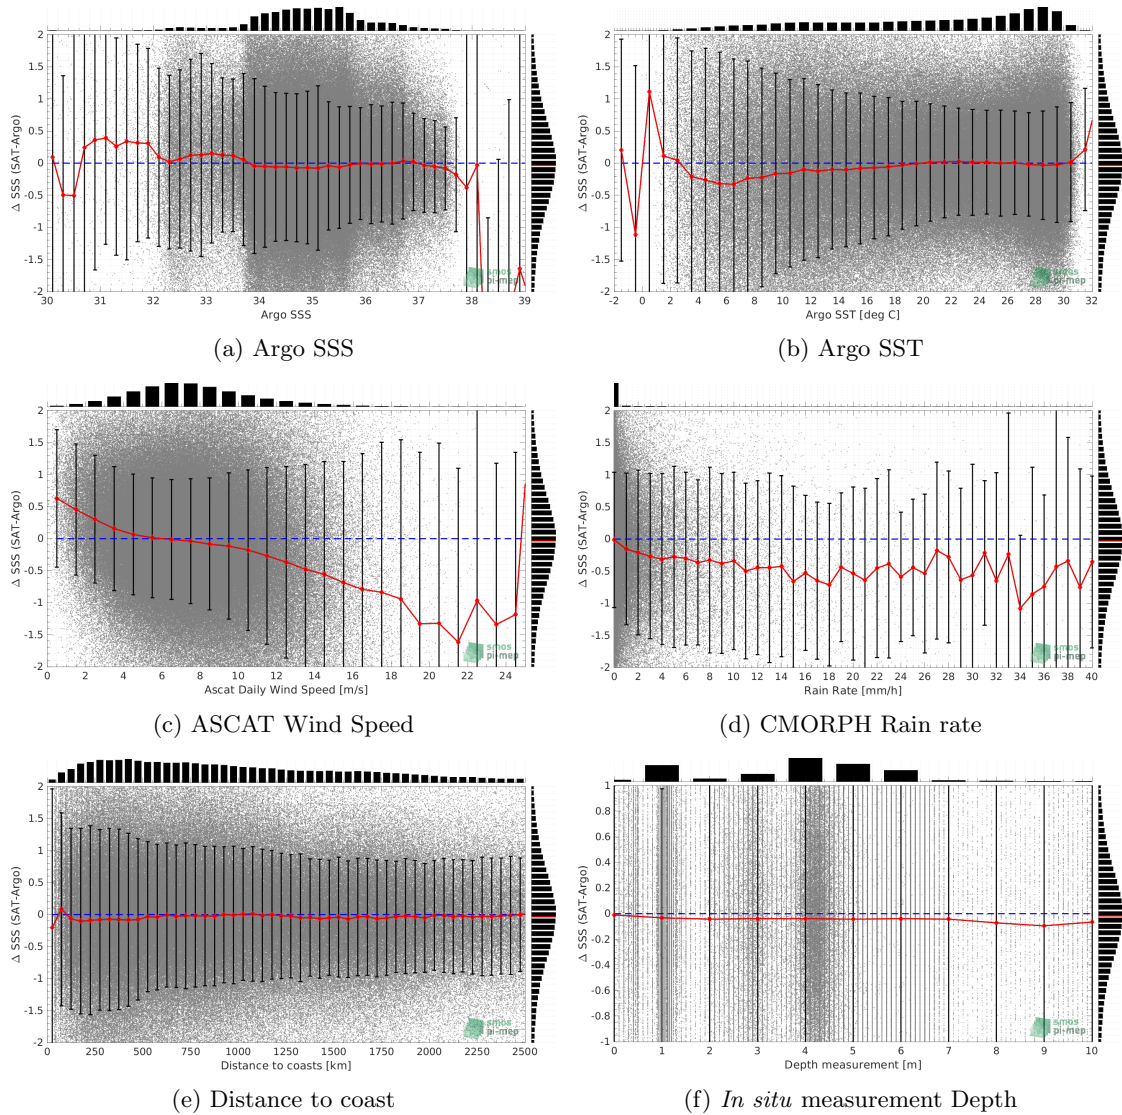 2
1.5
1
0.5
0
-0.5
-1
-1.5
-2
Δ SSS (SAT-Argo)
30 31 32 33 34 35 36 37 38 39
Argo SSS
smos
pi-mep
(a) Argo SSS
2
1.5
1
0.5
0
-0.5
-1
-1.5
-2
Δ SSS (SAT-Argo)
-2 0 2 4 6 8 10 12 14 16 18 20 22 24 26 28 30 32
Argo SST [deg C]
smos
pi-mep
(b) Argo SST
2
1.5
1
0.5
0
-0.5
-1
-1.5
-2
Δ SSS (SAT-Argo)
0 2 4 6 8 10 12 14 16 18 20 22 24
Ascat Daily Wind Speed [m/s]
smos
pi-mep
(c) ASCAT Wind Speed
2
1.5
1
0.5
0
-0.5
-1
-1.5
-2
Δ SSS (SAT-Argo)
0 2 4 6 8 10 12 14 16 18 20 22 24 26 28 30 32 34 36 38 40
Rain Rate [mm/h]
smos
pi-mep
(d) CMORPH Rain rate
2
1.5
1
0.5
0
-0.5
-1
-1.5
-2
Δ SSS (SAT-Argo)
0 250 500 750 1000 1250 1500 1750 2000 2250 2500
Distance to coasts [km]
smos
pi-mep
(e) Distance to coast
1
0.8
0.6
0.4
0.2
0
-0.2
-0.4
-0.6
-0.8
-1
Δ SSS (SAT-Argo)
0 1 2 3 4 5 6 7 8 9 10
Depth measurement [m]
smos
pi-mep
(f) In situ measurement Depth